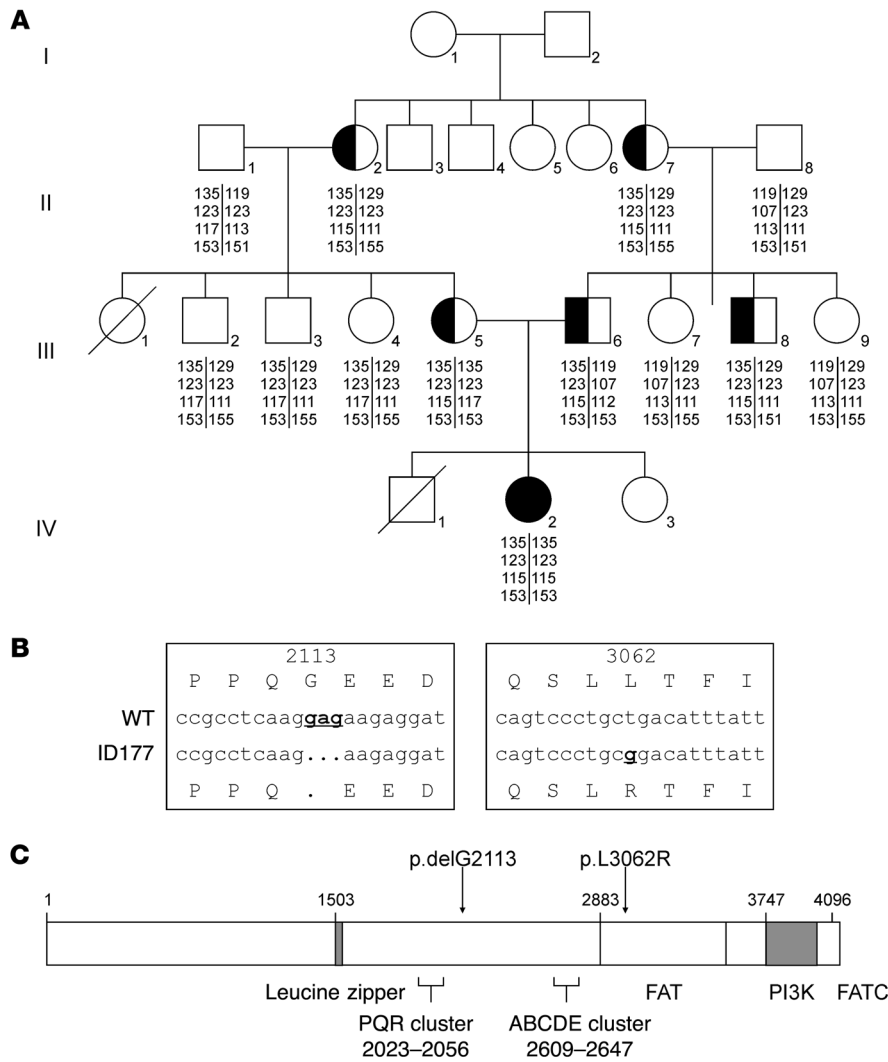 A
I
1 2
1 2 3 4 5 6 7 8
II
135 119 135 129 135 129 119 129
123 123 123 123 123 123 107 123
117 113 115 111 115 111 113 111
153 151 153 155 153 155 153 151
III
1 2 3 4 5 6 7 8 9
135 129 135 129 135 129 135 135 135 119 119 129 135 129 119 129
123 123 123 123 123 123 123 123 123 107 107 123 123 123 107 123
117 111 117 111 117 111 115 117 115 112 113 111 115 111 113 111
153 155 153 155 153 155 153 153 153 153 153 155 153 151 153 155
IV
1 2 3
135 135
123 123
115 115
153 153
B
2113 3062
P P Q G E E D Q S L L T F I
WT ccgcctcaaggagaagaggat cagtccctgctgacatttatt
ID177 ccgcctcaag...aagaggat cagtccctgcggacatttatt
P P Q . E E D Q S L R T F I
C
p.delG2113 p.L3062R
1 1503 2883 3747 4096
Leucine zipper FAT PI3K FATC
PQR cluster ABCDE cluster
2023–2056 2609–2647